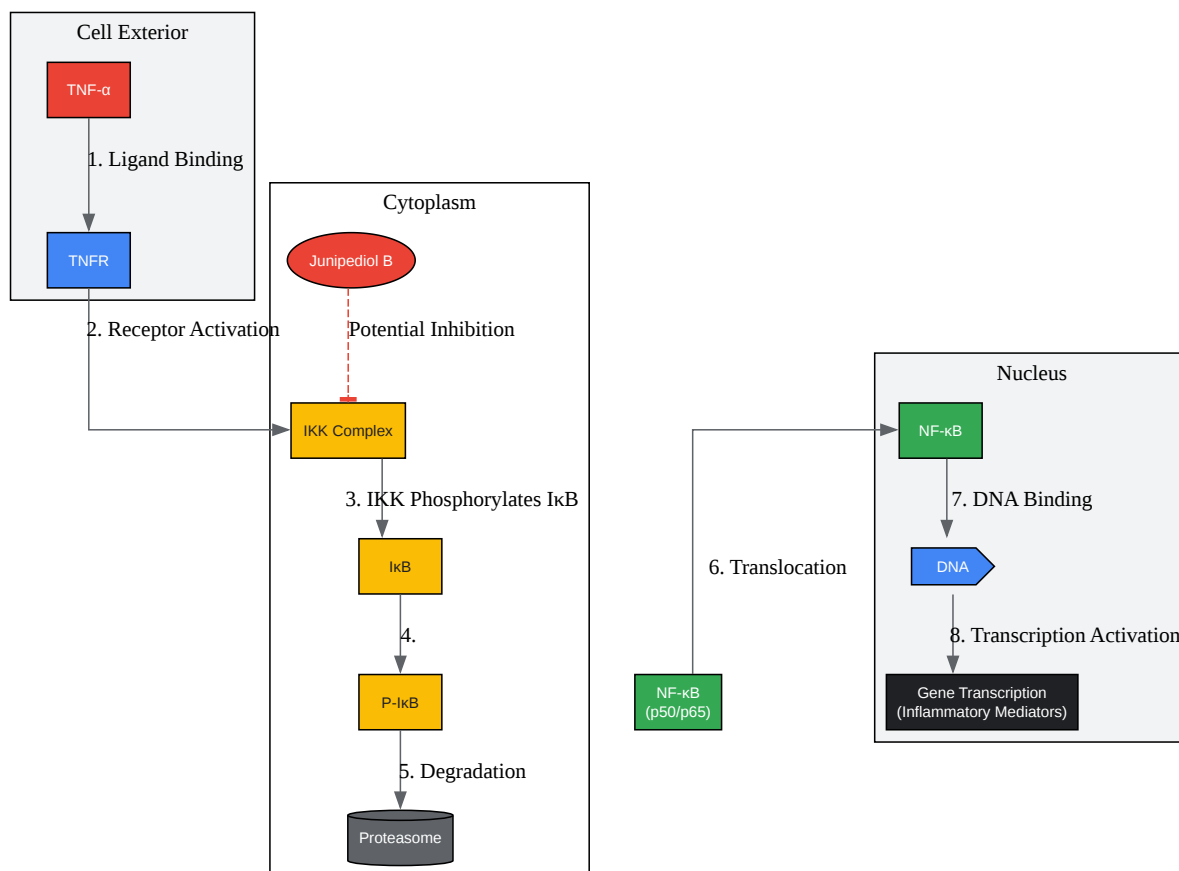 Cell Exterior
TNF-α
1. Ligand Binding
TNFR
2. Receptor Activation
Cytoplasm
Junipediol B
Potential Inhibition
IKK Complex
3. IKK Phosphorylates IκB
IκB
4.
P-IκB
5. Degradation
Proteasome
NF-κB
(p50/p65)
6. Translocation
Nucleus
NF-κB
7. DNA Binding
DNA
8. Transcription Activation
Gene Transcription
(Inflammatory Mediators)